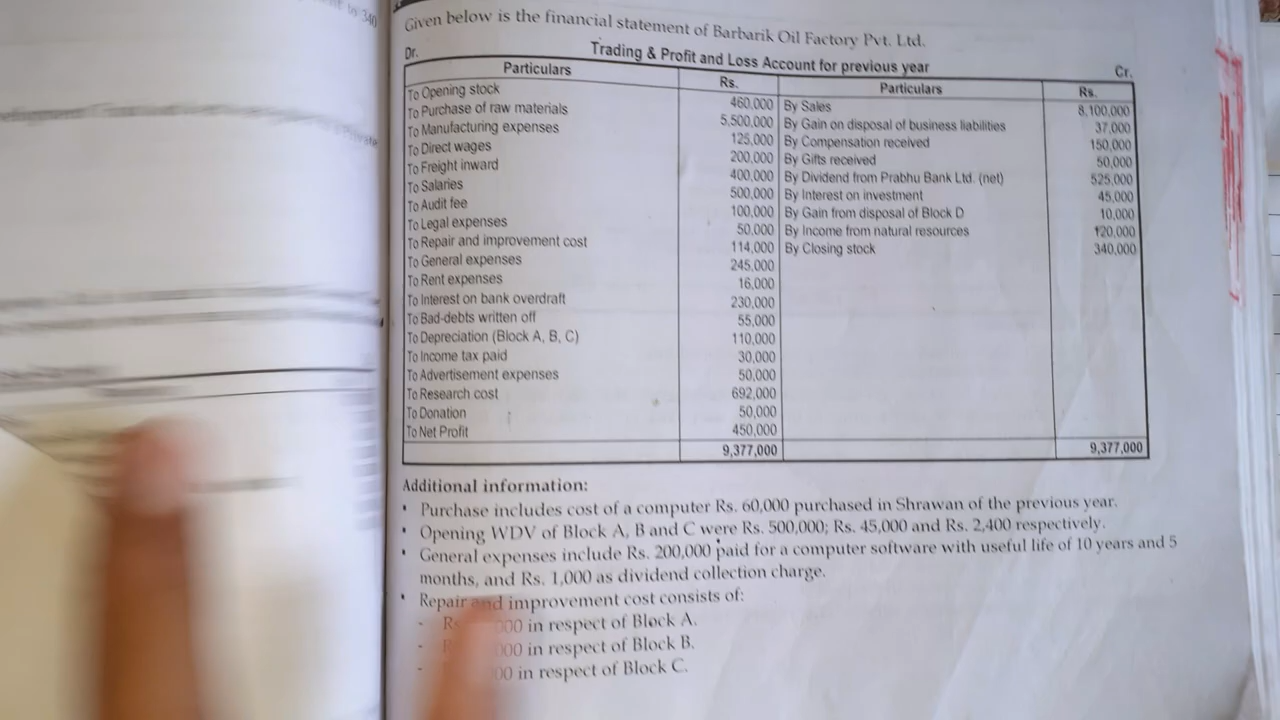 to 340
Given below is the financial statement of Barbarik Oil Factory Pvt. Ltd.
Dr. Trading & Profit and Loss Account for previous year Cr.
Particulars Rs. Particulars Rs.
To Opening stock 460,000 By Sales 8,100,000
To Purchase of raw materials 5,500,000 By Gain on disposal of business liabilities 37,000
To Manufacturing expenses 125,000 By Compensation received 150,000
To Direct wages 200,000 By Gifts received 50,000
To Freight inward 400,000 By Dividend from Prabhu Bank Ltd. (net) 525,000
To Salaries 500,000 By Interest on investment 45,000
To Audit fee 100,000 By Gain from disposal of Block D 10,000
To Legal expenses 50,000 By Income from natural resources 120,000
To Repair and improvement cost 114,000 By Closing stock 340,000
To General expenses 245,000
To Rent expenses 16,000
To Interest on bank overdraft 230,000
To Bad-debts written off 55,000
To Depreciation (Block A, B, C) 110,000
To Income tax paid 30,000
To Advertisement expenses 50,000
To Research cost 692,000
To Donation 50,000
To Net Profit 450,000
9,377,000 9,377,000
Additional information:
• Purchase includes cost of a computer Rs. 60,000 purchased in Shrawan of the previous year.
• Opening WDV of Block A, B and C were Rs. 500,000; Rs. 45,000 and Rs. 2,400 respectively.
• General expenses include Rs. 200,000 paid for a computer software with useful life of 10 years and 5
months, and Rs. 1,000 as dividend collection charge.
• Repair and improvement cost consists of:
- in respect of Block A.
- in respect of Block B.
- in respect of Block C.